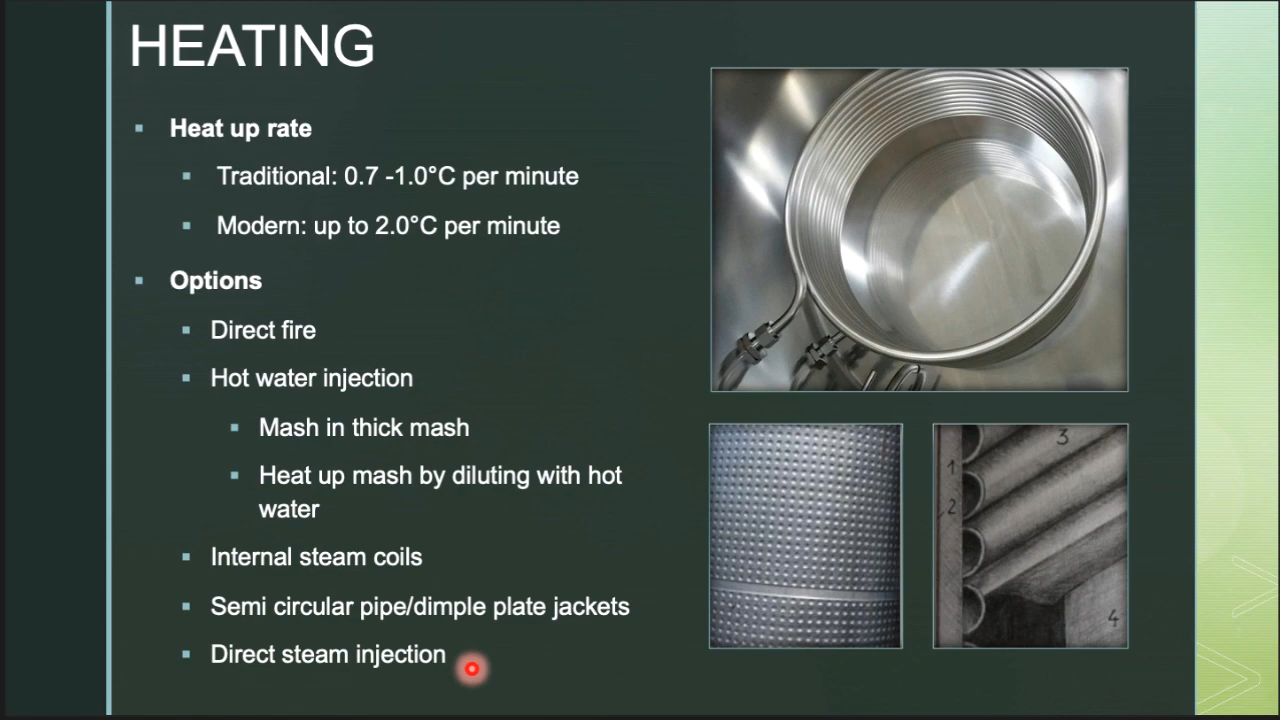 HEATING
Heat up rate
Traditional: 0.7 -1.0°C per minute
Modern: up to 2.0°C per minute
Options
Direct fire
Hot water injection
Mash in thick mash
Heat up mash by diluting with hot
water
Internal steam coils
Semi circular pipe/dimple plate jackets
Direct steam injection
3
1
2
4